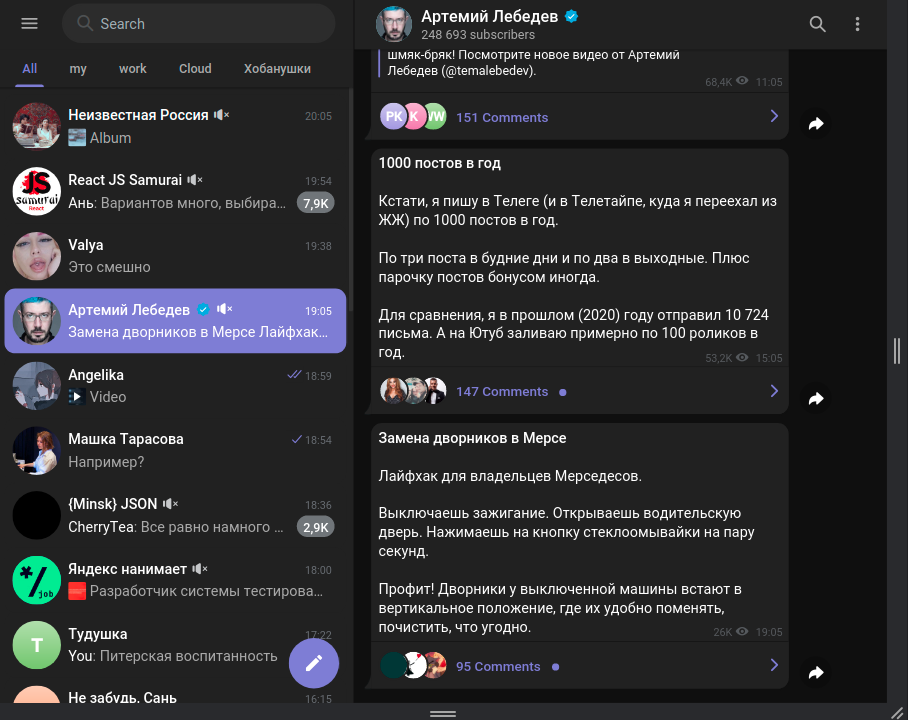 Search
All my work Cloud Хобанушки
Неизвестная Россия 20:05
Album
React JS Samurai 19:54
Ань: Вариантов много, выбира... 7,9K
Valya 19:38
Это смешно
Артемий Лебедев 19:05
Замена дворников в Мерсе Лайфхак...
Angelika 18:59
Video
Машка Тарасова 18:54
Например?
{Minsk} JSON 18:36
CherryTea: Все равно намного ... 2,9K
Яндекс нанимает 18:00
Разработчик системы тестирова...
Т Тудушка 17:22
You: Питерская воспитанность
Не забудь, Сань 16:15
JS
samurai
React
job
Артемий Лебедев
248 693 subscribers
шмяк-бряк! Посмотрите новое видео от Артемий
Лебедев (@temalebedev).
68,4K 11:05
PK K VW 151 Comments
1000 постов в год
Кстати, я пишу в Телеге (и в Телетайпе, куда я переехал из
ЖЖ) по 1000 постов в год.
По три поста в будние дни и по два в выходные. Плюс
парочку постов бонусом иногда.
Для сравнения, я в прошлом (2020) году отправил 10 724
письма. А на Ютуб заливаю примерно по 100 роликов в
год.
53,2K 15:05
147 Comments
Замена дворников в Мерсе
Лайфхак для владельцев Мерседесов.
Выключаешь зажигание. Открываешь водительскую
дверь. Нажимаешь на кнопку стеклоомывайки на пару
секунд.
Профит! Дворники у выключенной машины встают в
вертикальное положение, где их удобно поменять,
почистить, что угодно.
26K 19:05
95 Comments